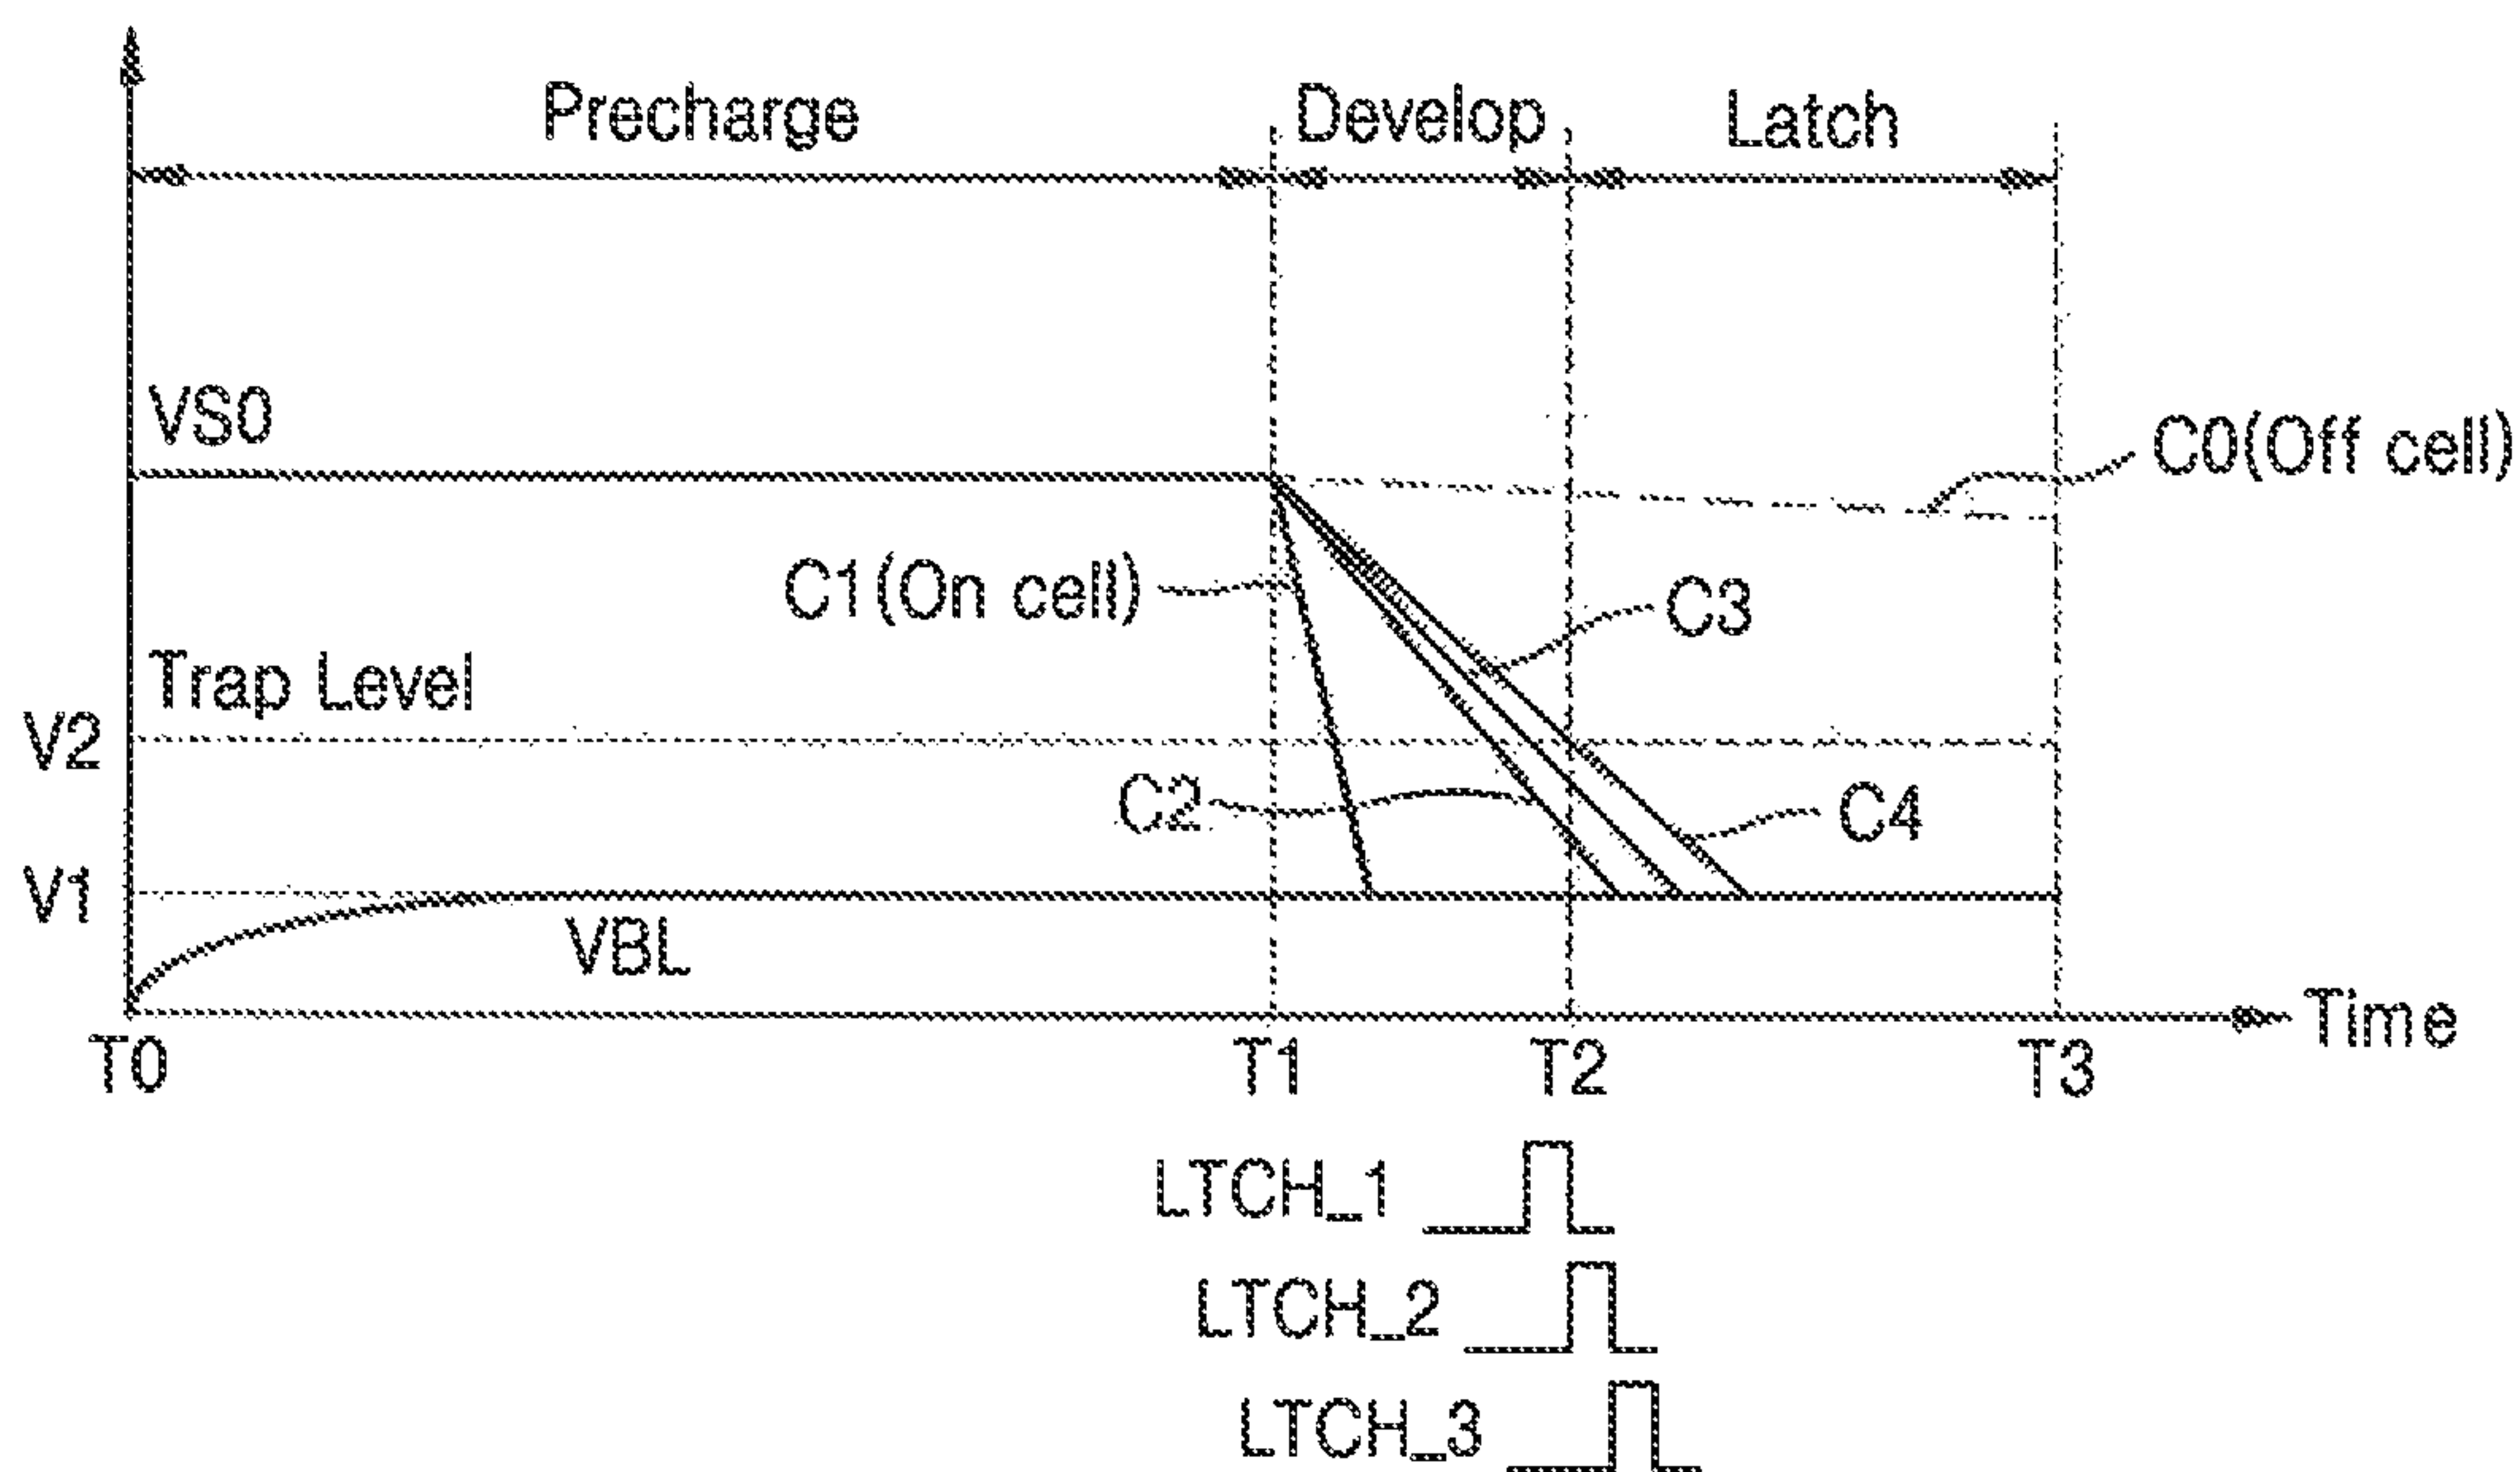 Precharge
Develop
Latch
VS0
C0(Off cell)
C1(On cell)
C3
Trap Level
V2
C2
C4
V1
VBL
Time
T0
T1
T2
T3
LTCH_1
LTCH_2
LTCH_3